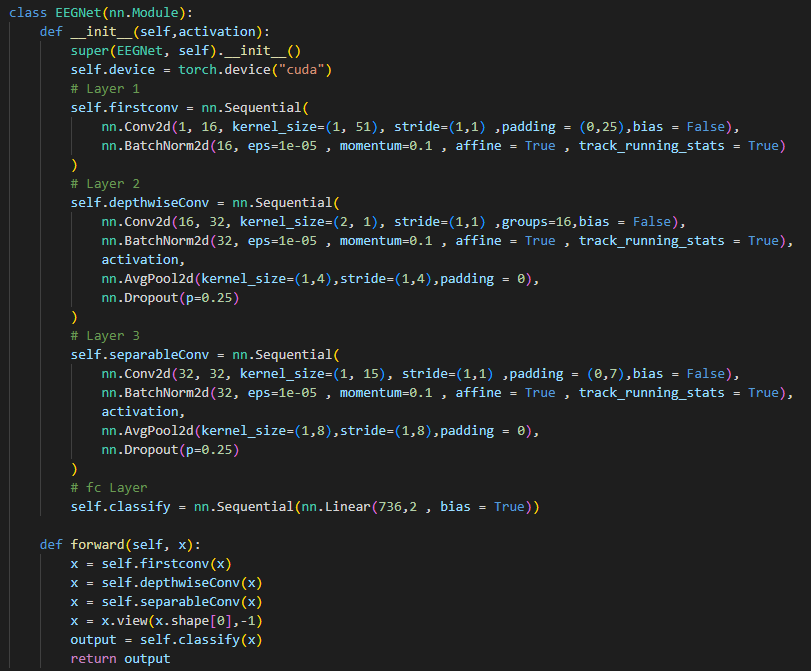 class EEGNet(nn.Module):
    def __init__(self,activation):
        super(EEGNet, self).__init__()
        self.device = torch.device("cuda")
        # Layer 1
        self.firstconv = nn.Sequential(
            nn.Conv2d(1, 16, kernel_size=(1, 51), stride=(1,1) ,padding = (0,25),bias = False),
            nn.BatchNorm2d(16, eps=1e-05 , momentum=0.1 , affine = True , track_running_stats = True)
        )
        # Layer 2
        self.depthwiseConv = nn.Sequential(
            nn.Conv2d(16, 32, kernel_size=(2, 1), stride=(1,1) ,groups=16,bias = False),
            nn.BatchNorm2d(32, eps=1e-05 , momentum=0.1 , affine = True , track_running_stats = True),
            activation,
            nn.AvgPool2d(kernel_size=(1,4),stride=(1,4),padding = 0),
            nn.Dropout(p=0.25)
        )
        # Layer 3
        self.separableConv = nn.Sequential(
            nn.Conv2d(32, 32, kernel_size=(1, 15), stride=(1,1) ,padding = (0,7),bias = False),
            nn.BatchNorm2d(32, eps=1e-05 , momentum=0.1 , affine = True , track_running_stats = True),
            activation,
            nn.AvgPool2d(kernel_size=(1,8),stride=(1,8),padding = 0),
            nn.Dropout(p=0.25)
        )
        # fc Layer
        self.classify = nn.Sequential(nn.Linear(736,2 , bias = True))

    def forward(self, x):
        x = self.firstconv(x)
        x = self.depthwiseConv(x)
        x = self.separableConv(x)
        x = x.view(x.shape[0],-1)
        output = self.classify(x)
        return output